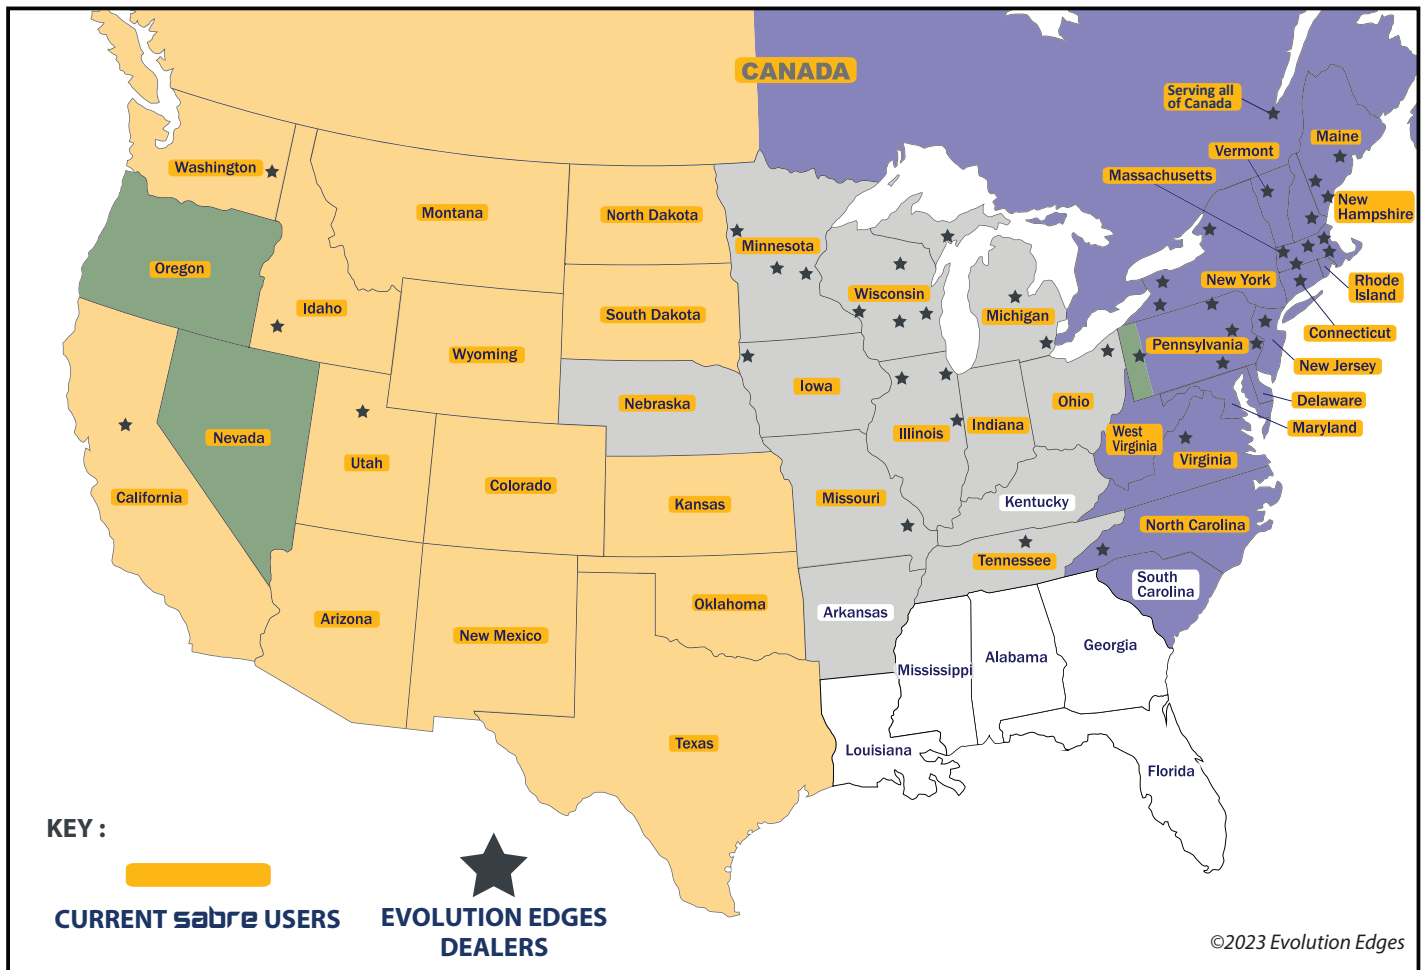 CANADA
Serving all
of Canada
Maine
Vermont
Massachusetts
Washington
New
Hampshire
Montana
North Dakota
Minnesota
Oregon
New York
Rhode
Island
Idaho
Wisconsin
South Dakota
Michigan
Connecticut
Wyoming
Pennsylvania
New Jersey
Iowa
Nebraska
Ohio
Delaware
Maryland
Nevada
Illinois
Indiana
West
Virginia
Virginia
Utah
Colorado
California
Missouri
Kentucky
Kansas
North Carolina
Tennessee
South
Carolina
Oklahoma
Arkansas
Arizona
New Mexico
Georgia
Alabama
Mississippi
Texas
Louisiana
Florida
KEY :
CURRENT sabre USERS
EVOLUTION EDGES
DEALERS
©2023 Evolution Edges